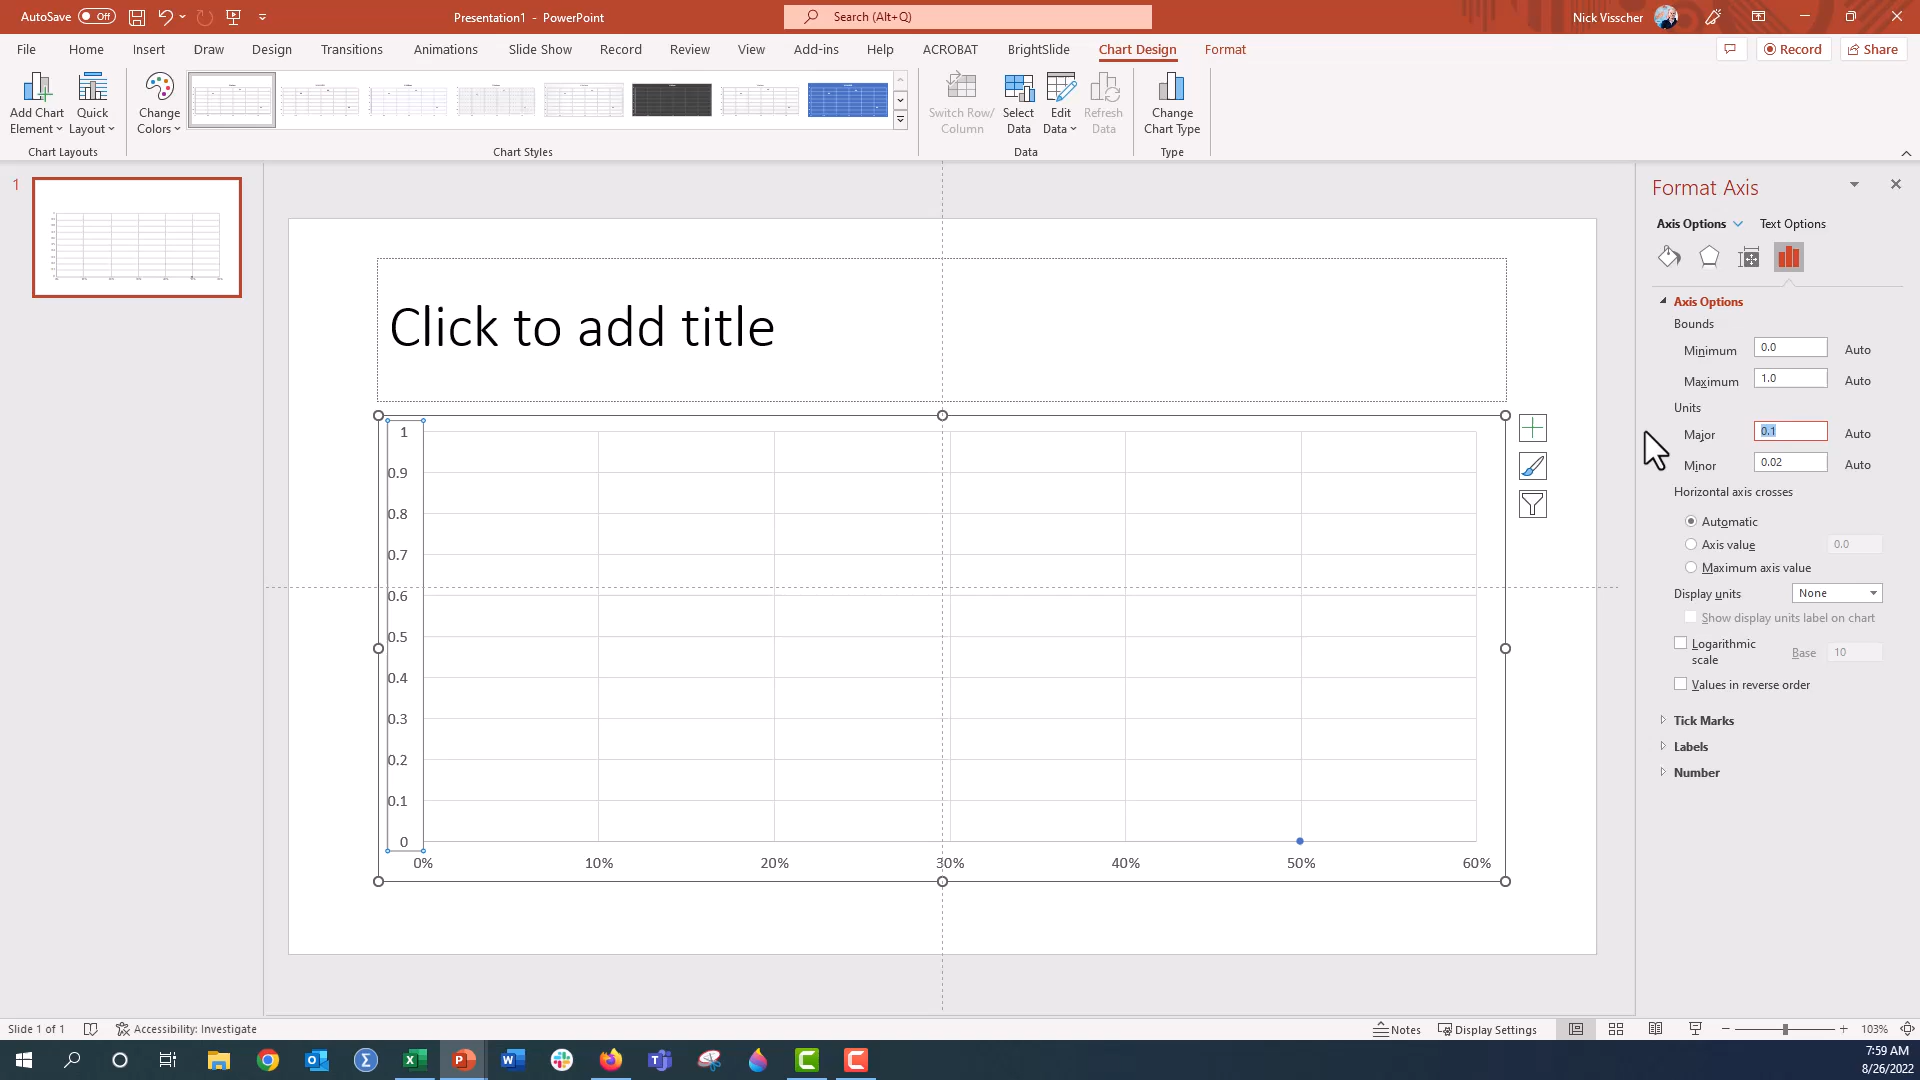 AutoSave Off Presentation1 - PowerPoint Search (Alt+Q) Nick Visscher
File Home Insert Draw Design Transitions Animations Slide Show Record Review View Add-ins Help ACROBAT BrightSlide Chart Design Format Record Share
Add Chart Element Quick Layout Change Colors Switch Row/ Column Select Data Edit Data Refresh Data Change Chart Type
Chart Layouts Chart Styles Data Type
1
Click to add title
1
0.9
0.8
0.7
0.6
0.5
0.4
0.3
0.2
0.1
0
0% 10% 20% 30% 40% 50% 60%
Format Axis
Axis Options Text Options
Axis Options
Bounds
Minimum 0.0 Auto
Maximum 1.0 Auto
Units
Major 0.1 Auto
Minor 0.02 Auto
Horizontal axis crosses
Automatic
Axis value 0.0
Maximum axis value
Display units None
Show display units label on chart
Logarithmic scale Base 10
Values in reverse order
Tick Marks
Labels
Number
Slide 1 of 1 Accessibility: Investigate Notes Display Settings 103%
7:59 AM
8/26/2022